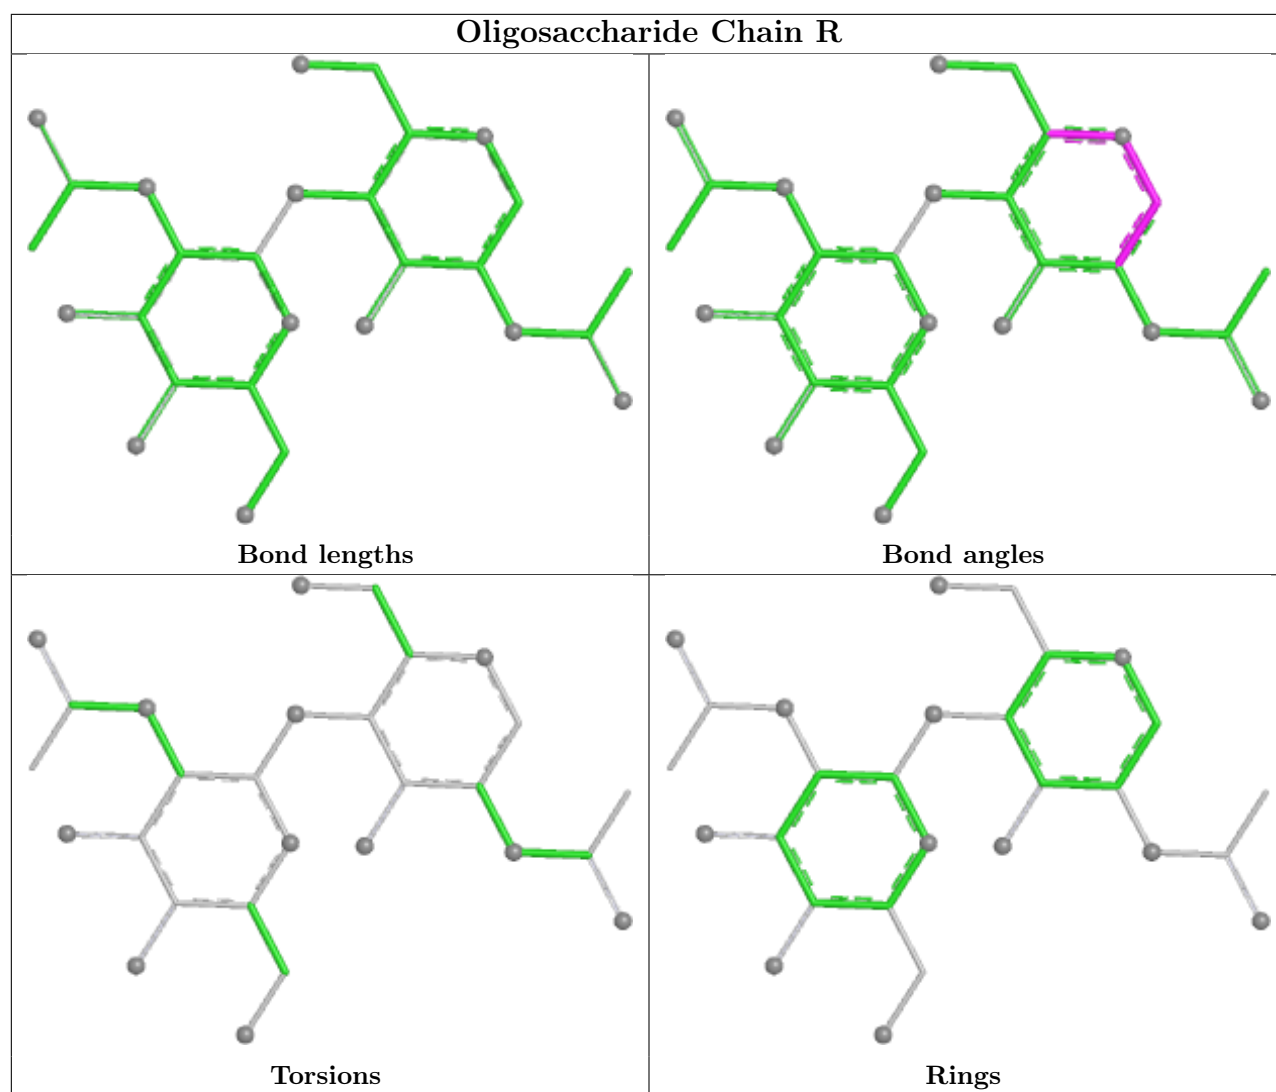 Oligosaccharide Chain R
Bond lengths
Bond angles
Torsions
Rings